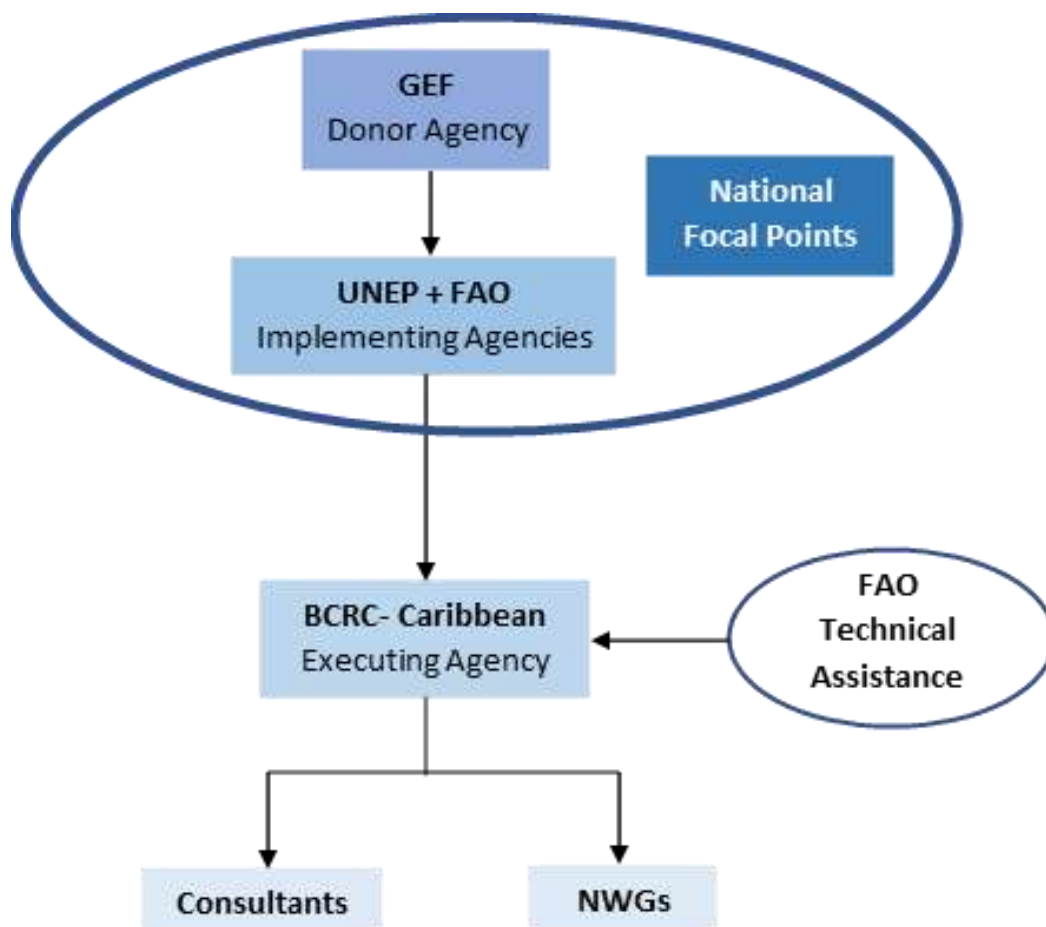 GEF
Donor Agency
National
Focal Points
UNEP + FAO
Implementing Agencies
BCRC- Caribbean
Executing Agency
FAO
Technical
Assistance
Consultants
NWGs